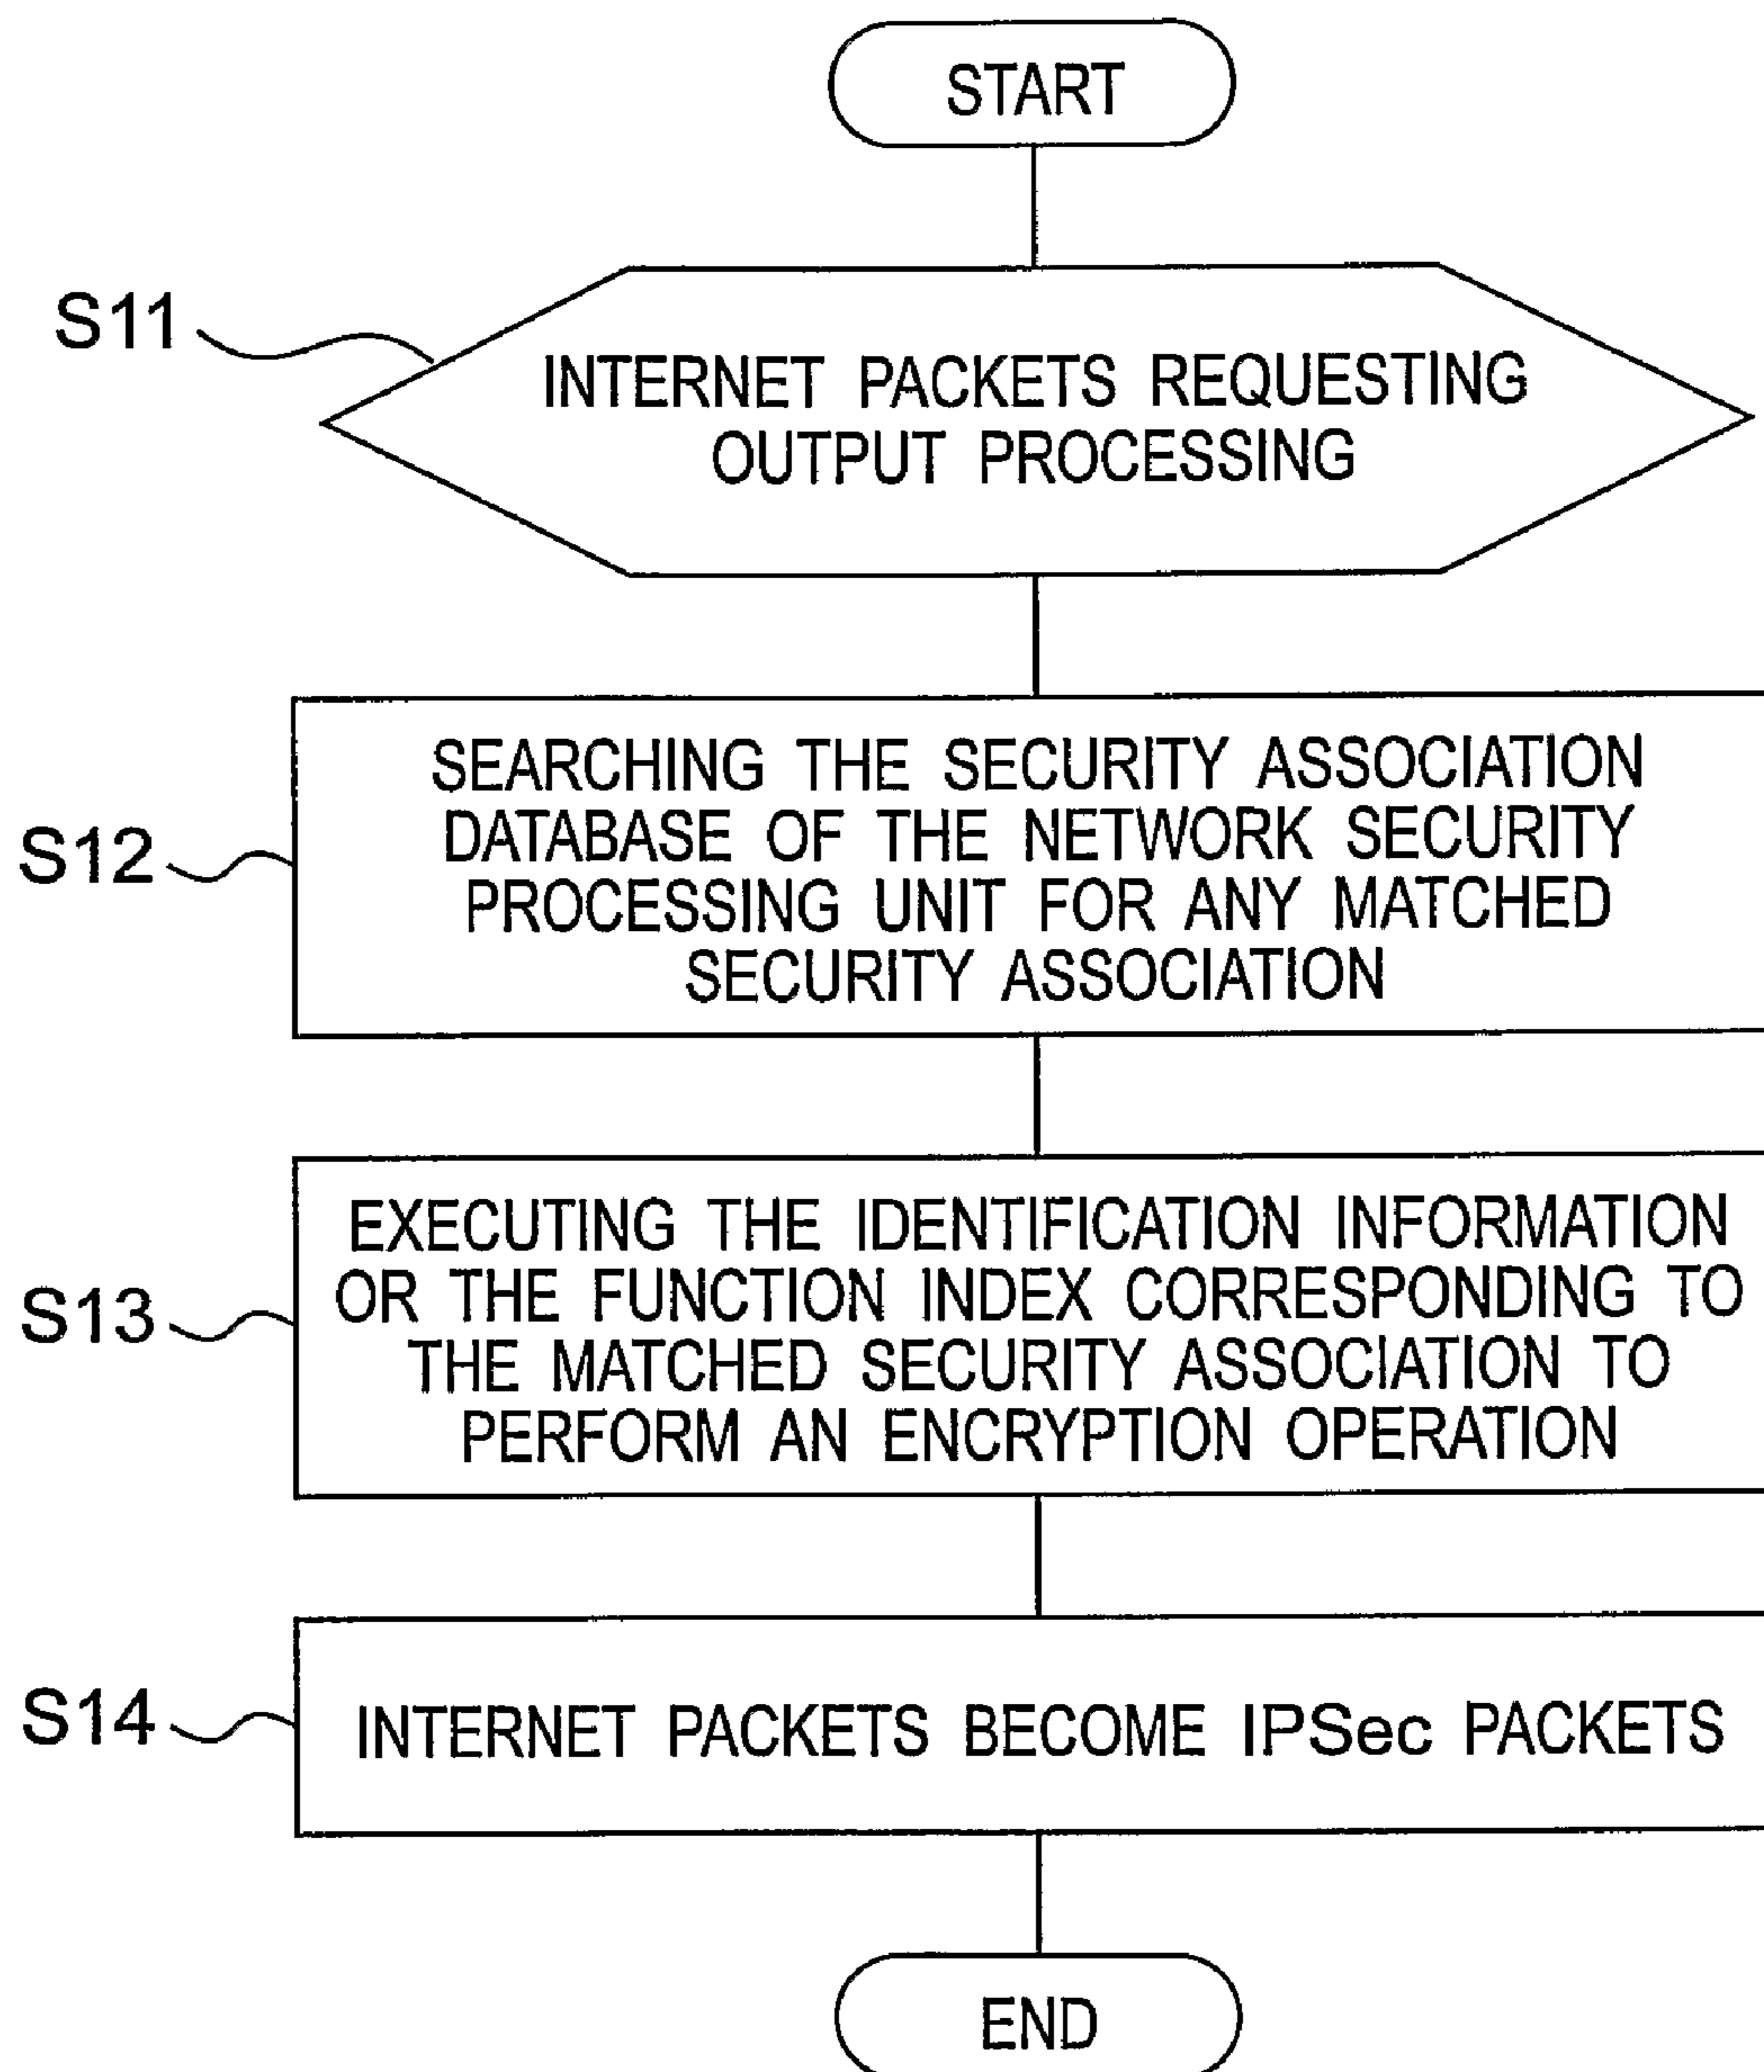 START
S11
INTERNET PACKETS REQUESTING
OUTPUT PROCESSING
S12
SEARCHING THE SECURITY ASSOCIATION
DATABASE OF THE NETWORK SECURITY
PROCESSING UNIT FOR ANY MATCHED
SECURITY ASSOCIATION
S13
EXECUTING THE IDENTIFICATION INFORMATION
OR THE FUNCTION INDEX CORRESPONDING TO
THE MATCHED SECURITY ASSOCIATION TO
PERFORM AN ENCRYPTION OPERATION
S14
INTERNET PACKETS BECOME IPSec PACKETS
END